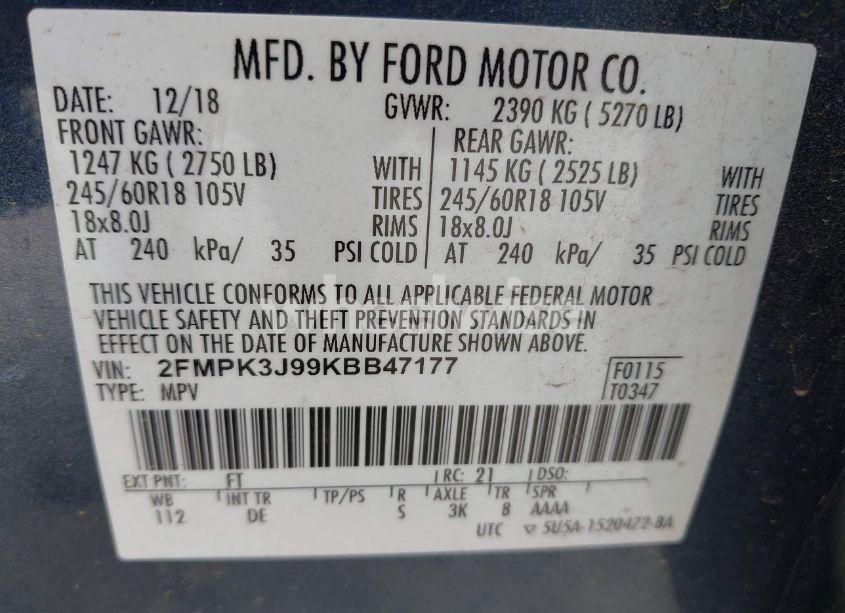 MFD. BY FORD MOTOR CO.
DATE: 12/18 GVWR: 2390 KG ( 5270 LB)
FRONT GAWR: REAR GAWR:
1247 KG ( 2750 LB) WITH 1145 KG ( 2525 LB) WITH
245/60R18 105V TIRES 245/60R18 105V TIRES
18x8.0J RIMS 18x8.0J RIMS
AT 240 kPa/ 35 PSI COLD AT 240 kPa/ 35 PSI COLD
THIS VEHICLE CONFORMS TO ALL APPLICABLE FEDERAL MOTOR
VEHICLE SAFETY AND THEFT PREVENTION STANDARDS IN
EFFECT ON THE DATE OF MANUFACTURE SHOWN ABOVE.
VIN: 2FMPK3J99KBB47177 F0115
TYPE: MPV T0347
EXT PNT: FT RC: 21 DSO:
WB INT TR TP/PS R AXLE TR SPR
112 DE S 3K 8 AAAA
UTC ▽ 5U5A-1520472-BA